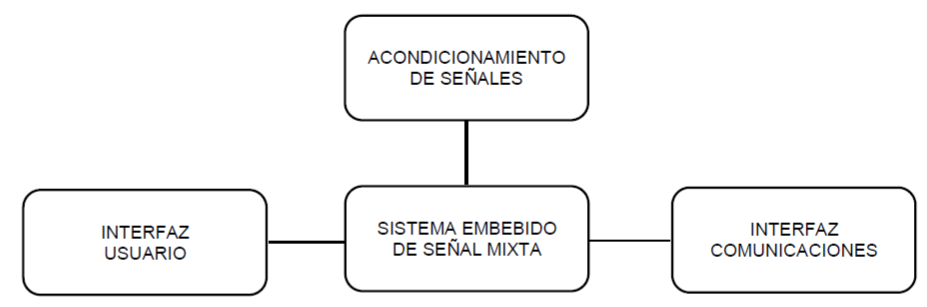 ACONDICIONAMIENTO
DE SEÑALES
INTERFAZ
USUARIO
SISTEMA EMBEBIDO
DE SEÑAL MIXTA
INTERFAZ
COMUNICACIONES